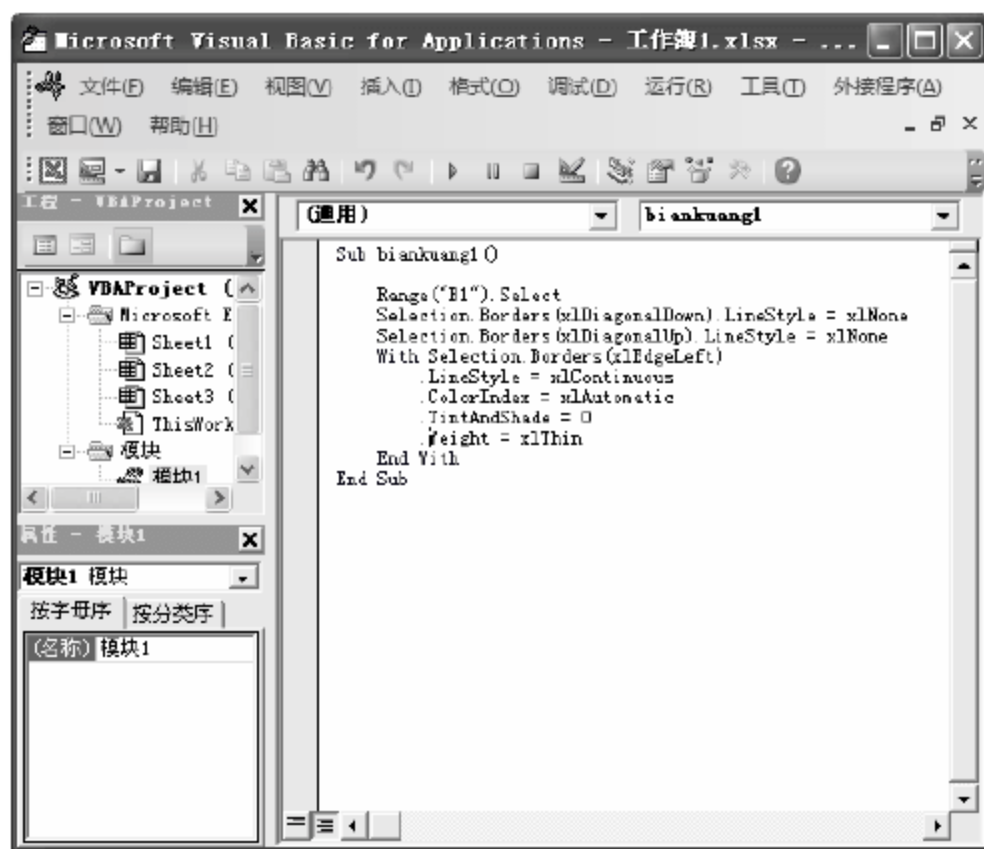 Microsoft Visual Basic for Applications - 工作簿1.xlsx - ...
文件(F) 编辑(E) 视图(V) 插入(I) 格式(O) 调试(D) 运行(R) 工具(T) 外接程序(A)
窗口(W) 帮助(H)
工程 - VBAProject
VBAProject (
Microsoft E
Sheet1 (
Sheet2 (
Sheet3 (
ThisWork
模块
模块1
属性 - 模块1
模块1 模块
按字母序 按分类序
(名称) 模块1
(通用) biankuang1
Sub biankuang1()
Range("B1").Select
Selection.Borders(xlDiagonalDown).LineStyle = xlNone
Selection.Borders(xlDiagonalUp).LineStyle = xlNone
With Selection.Borders(xlEdgeLeft)
.LineStyle = xlContinuous
.ColorIndex = xlAutomatic
.TintAndShade = 0
.Weight = xlThin
End With
End Sub